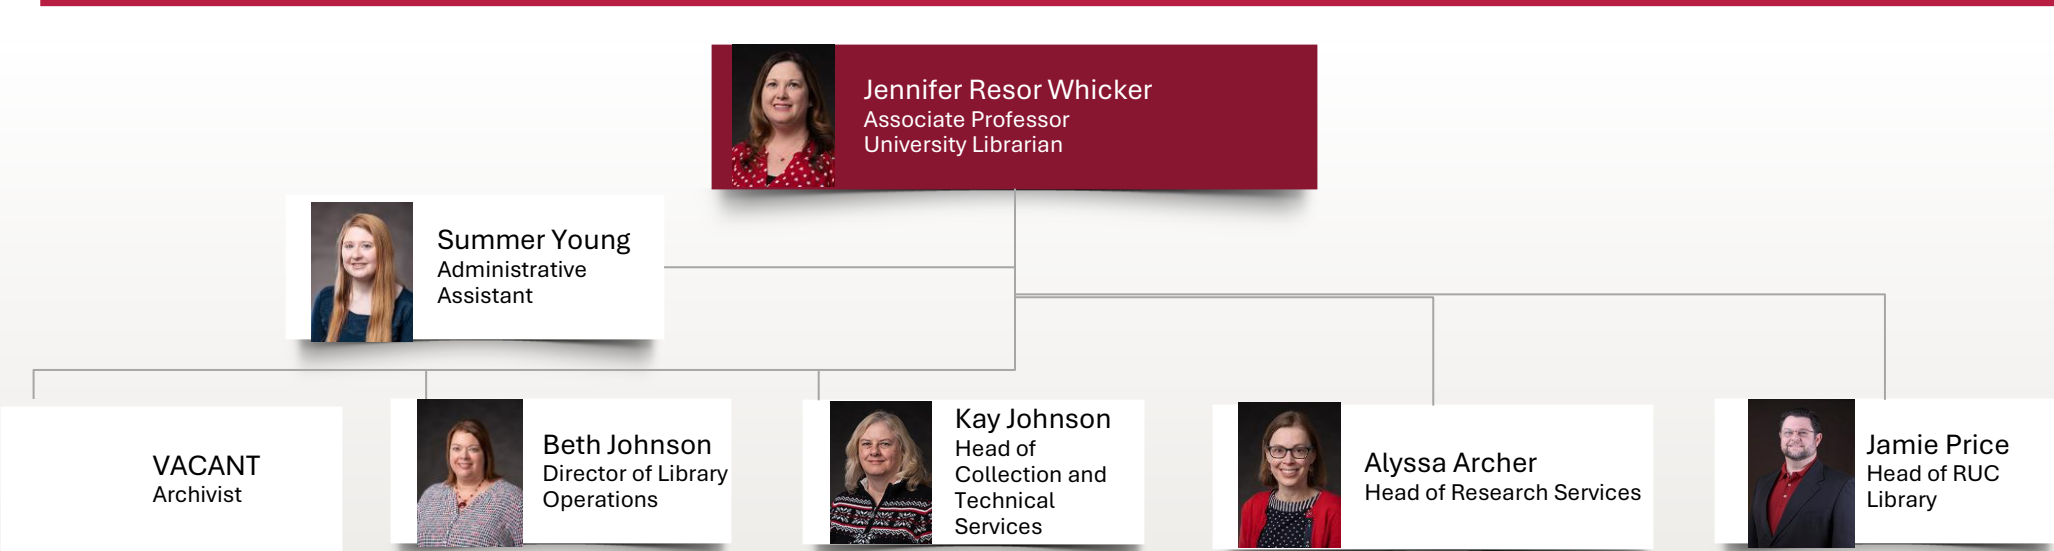 Jennifer Resor Whicker
Associate Professor
University Librarian
Summer Young
Administrative
Assistant
VACANT
Archivist
Beth Johnson
Director of Library
Operations
Kay Johnson
Head of
Collection and
Technical
Services
Alyssa Archer
Head of Research Services
Jamie Price
Head of RUC
Library